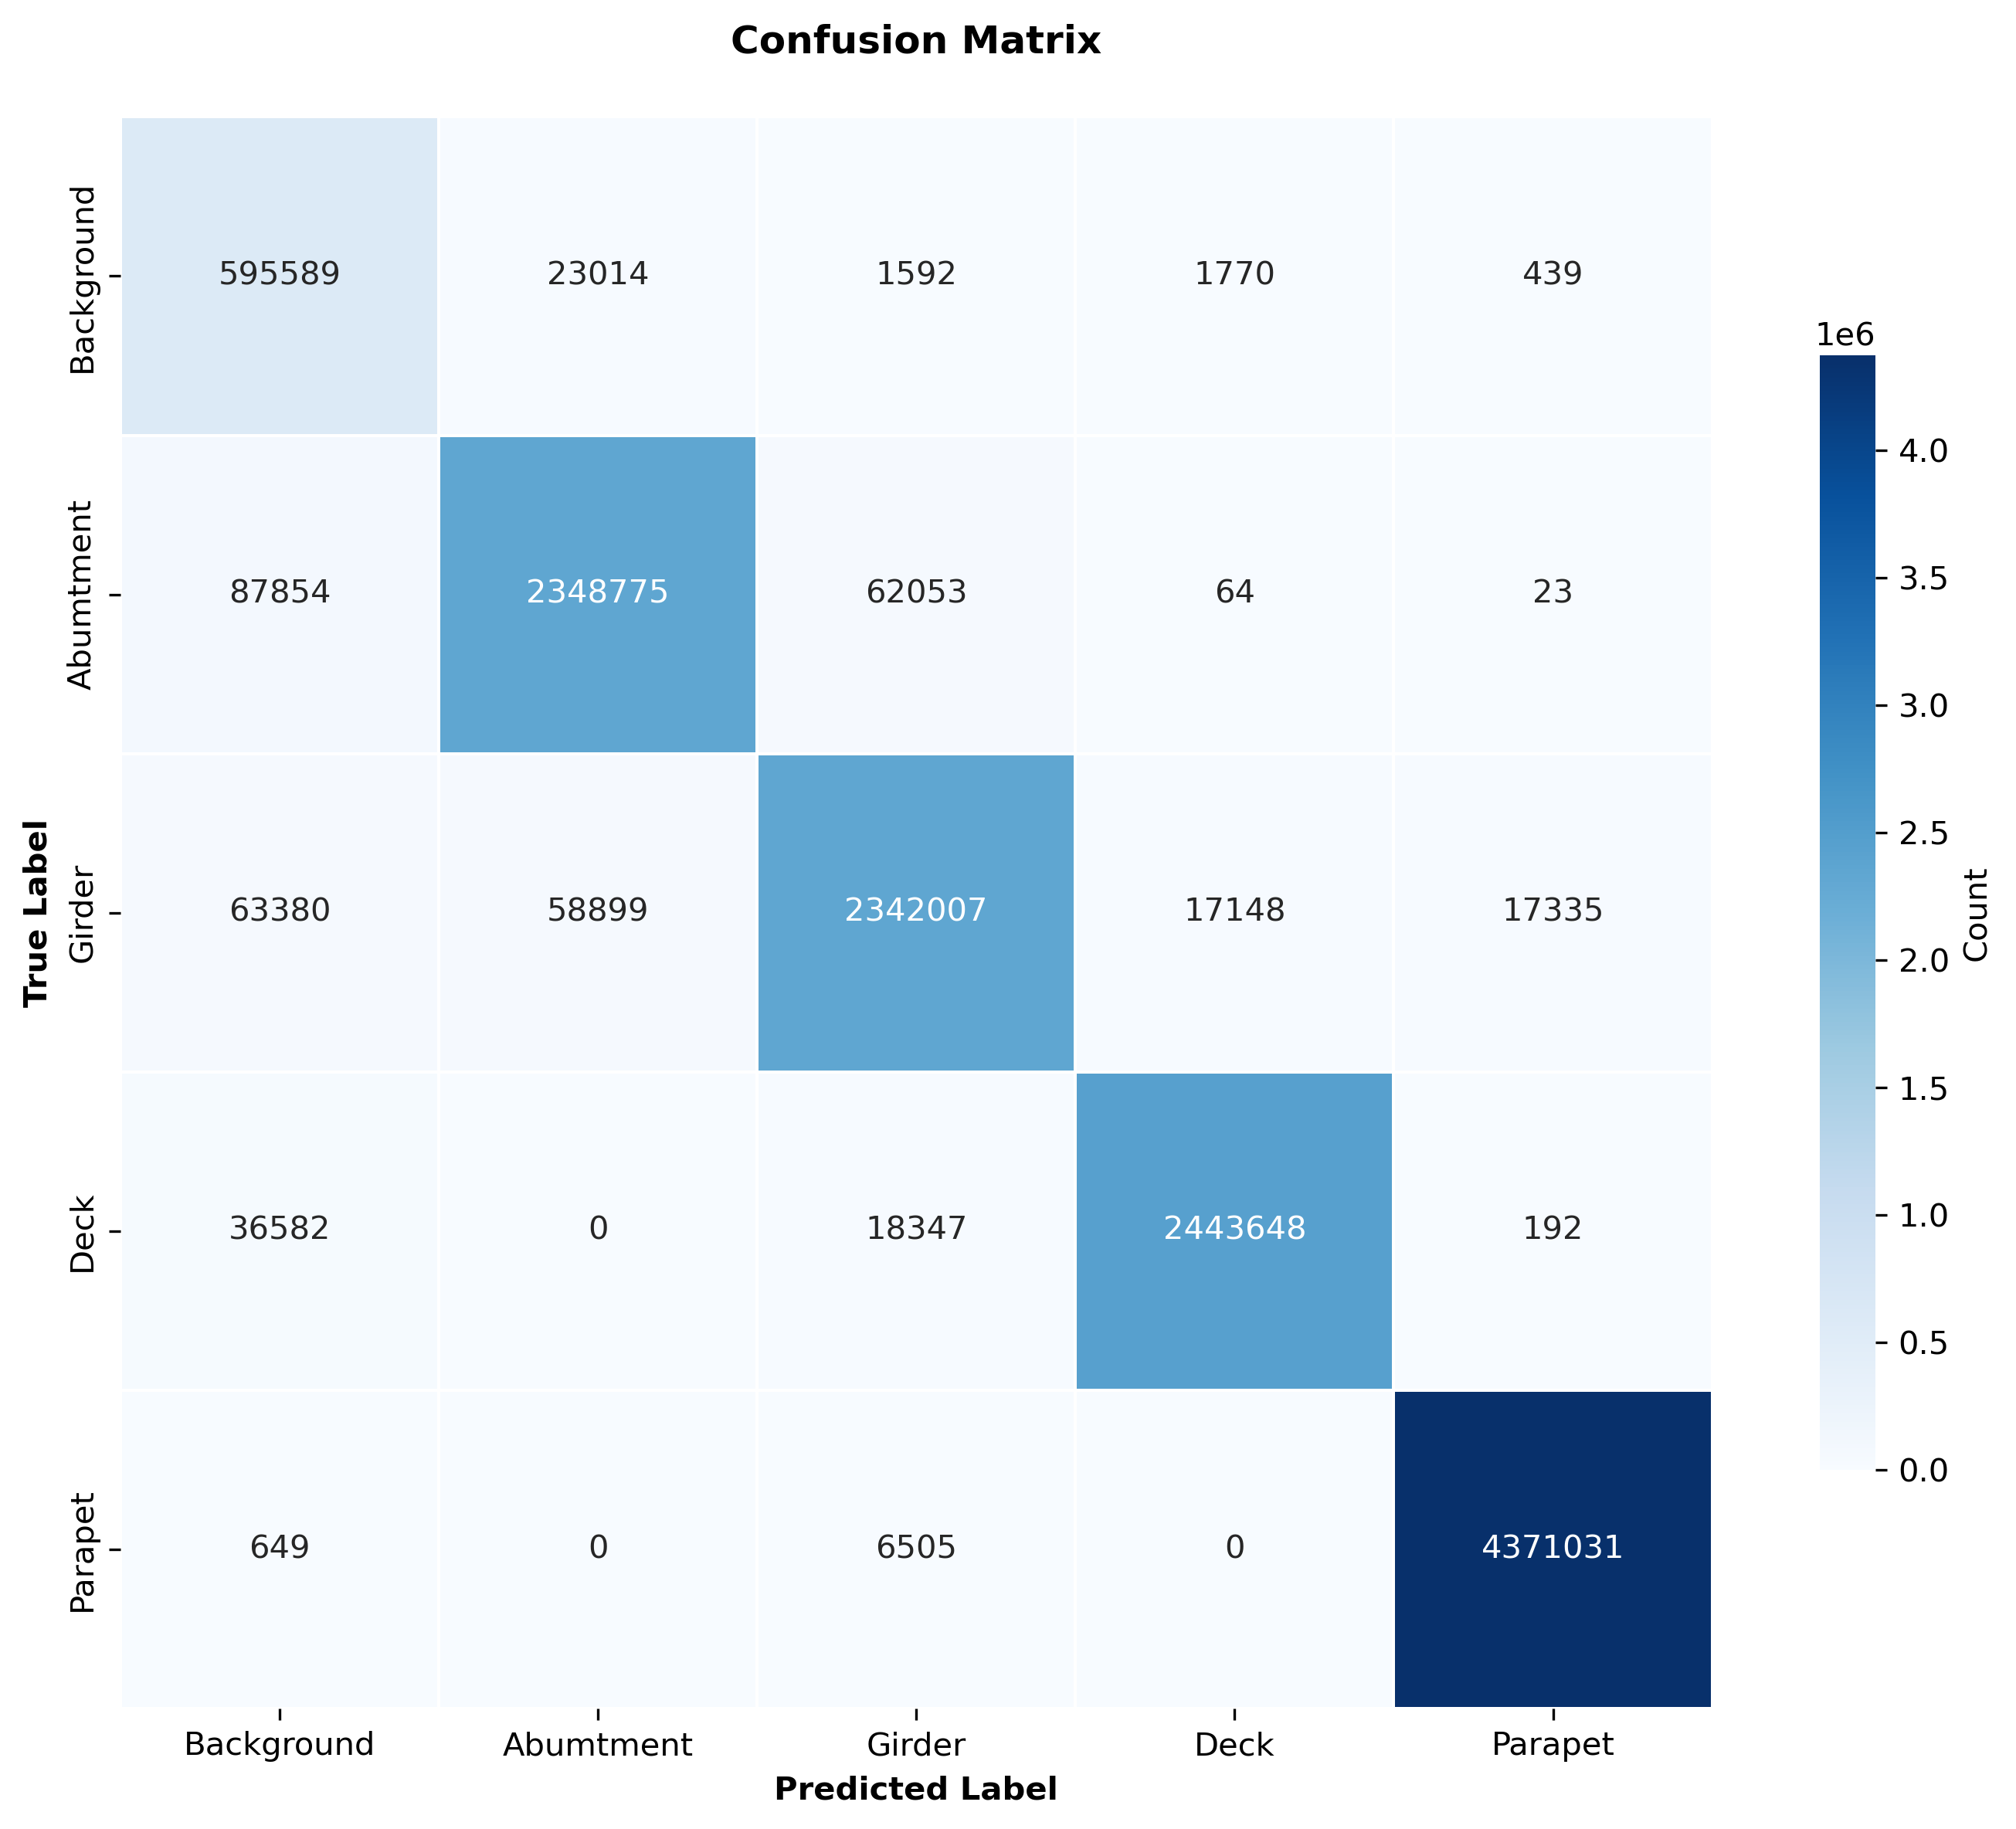 Confusion Matrix
Background 595589 23014 1592 1770 439
Abumtment 87854 2348775 62053 64 23
Girder 63380 58899 2342007 17148 17335
Deck 36582 0 18347 2443648 192
Parapet 649 0 6505 0 4371031
True Label
Background Abumtment Girder Deck Parapet
Predicted Label
1e6
4.0
3.5
3.0
2.5
2.0
1.5
1.0
0.5
0.0
Count